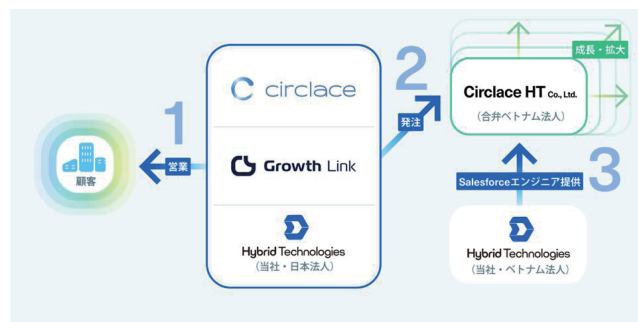 1
営業
顧客
circlace
Growth Link
Hybrid Technologies
(当社・日本法人)
2
発注
成長・拡大
Circlace HT Co., Ltd.
(合弁ベトナム法人)
3
Salesforceエンジニア提供
Hybrid Technologies
(当社・ベトナム法人)